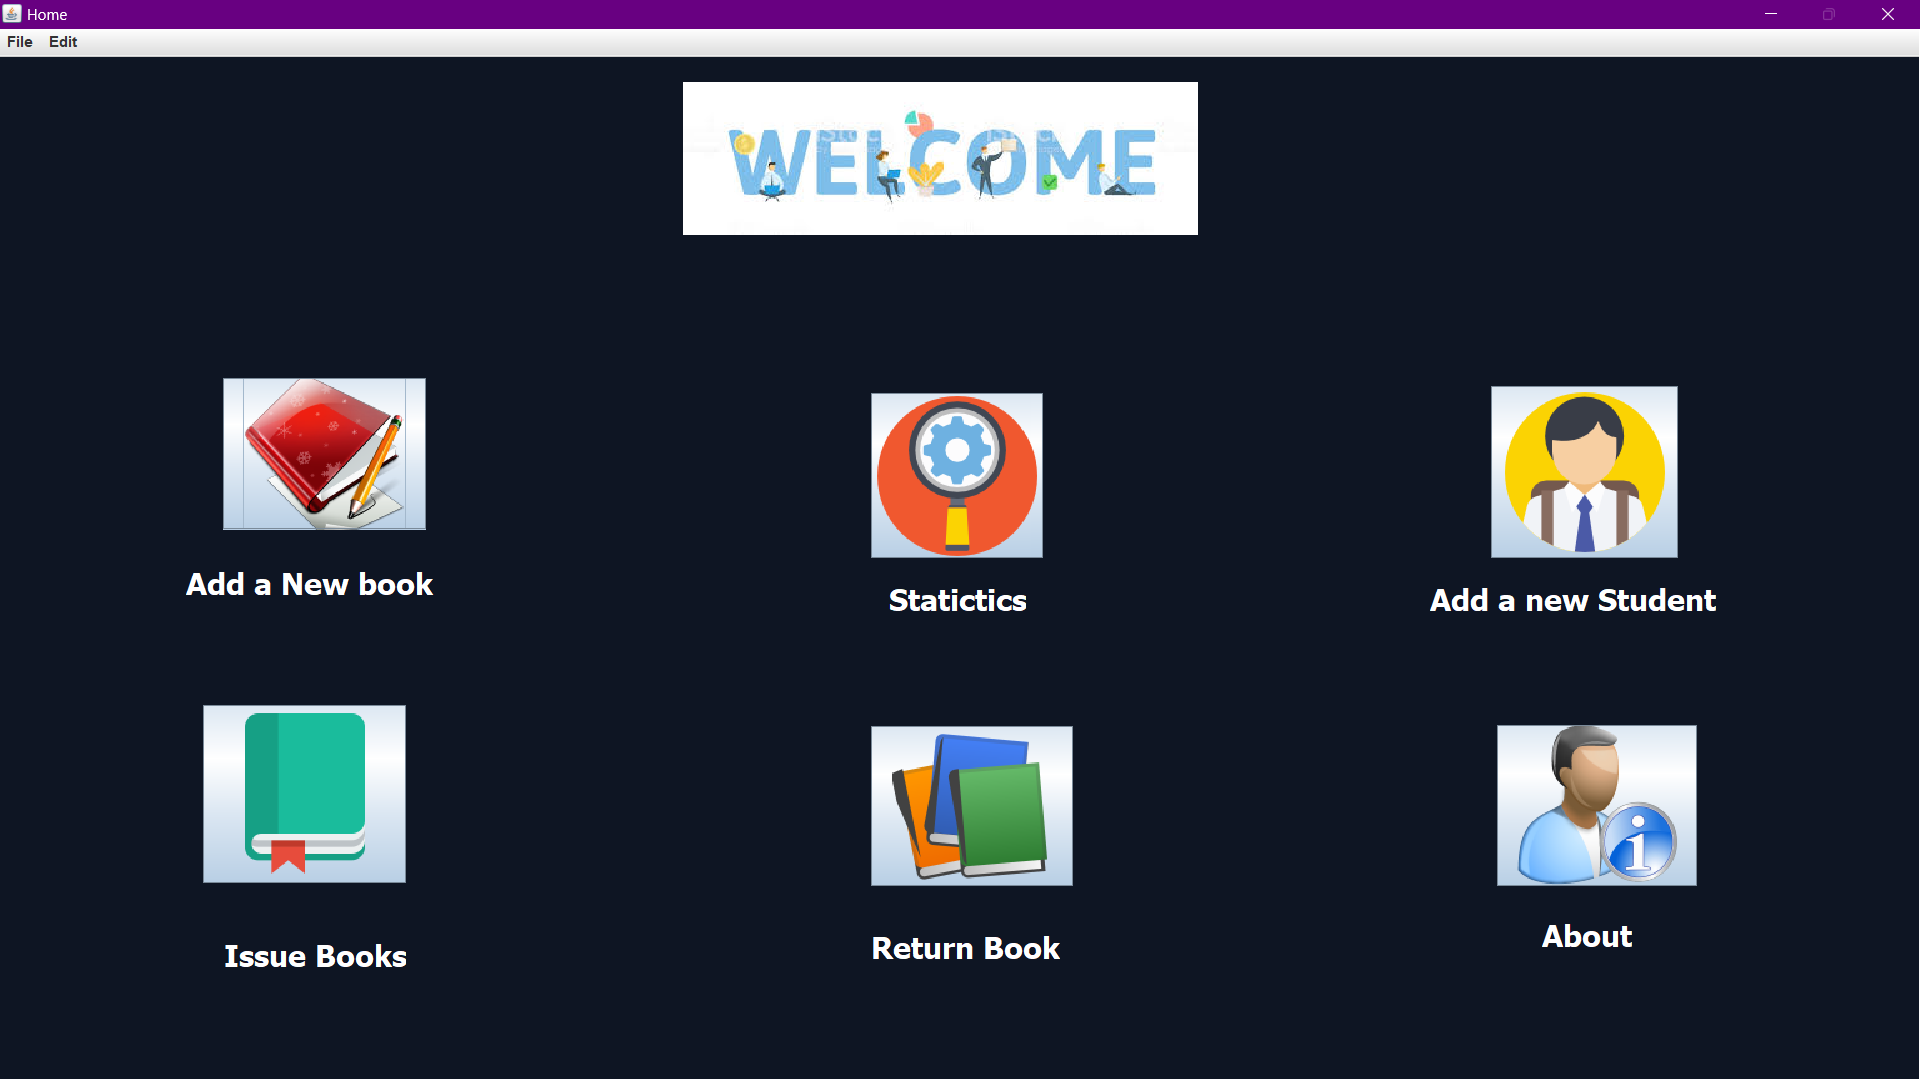 Home
File Edit
WELCOME
Add a New book
Statictics
Add a new Student
Issue Books
Return Book
About